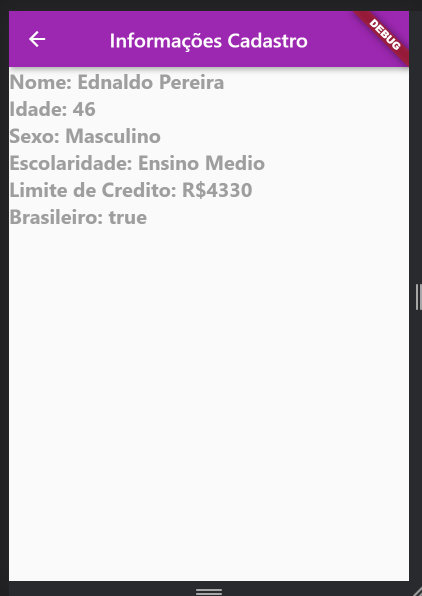 Informações Cadastro
DEBUG
Nome: Ednaldo Pereira
Idade: 46
Sexo: Masculino
Escolaridade: Ensino Medio
Limite de Credito: R$4330
Brasileiro: true